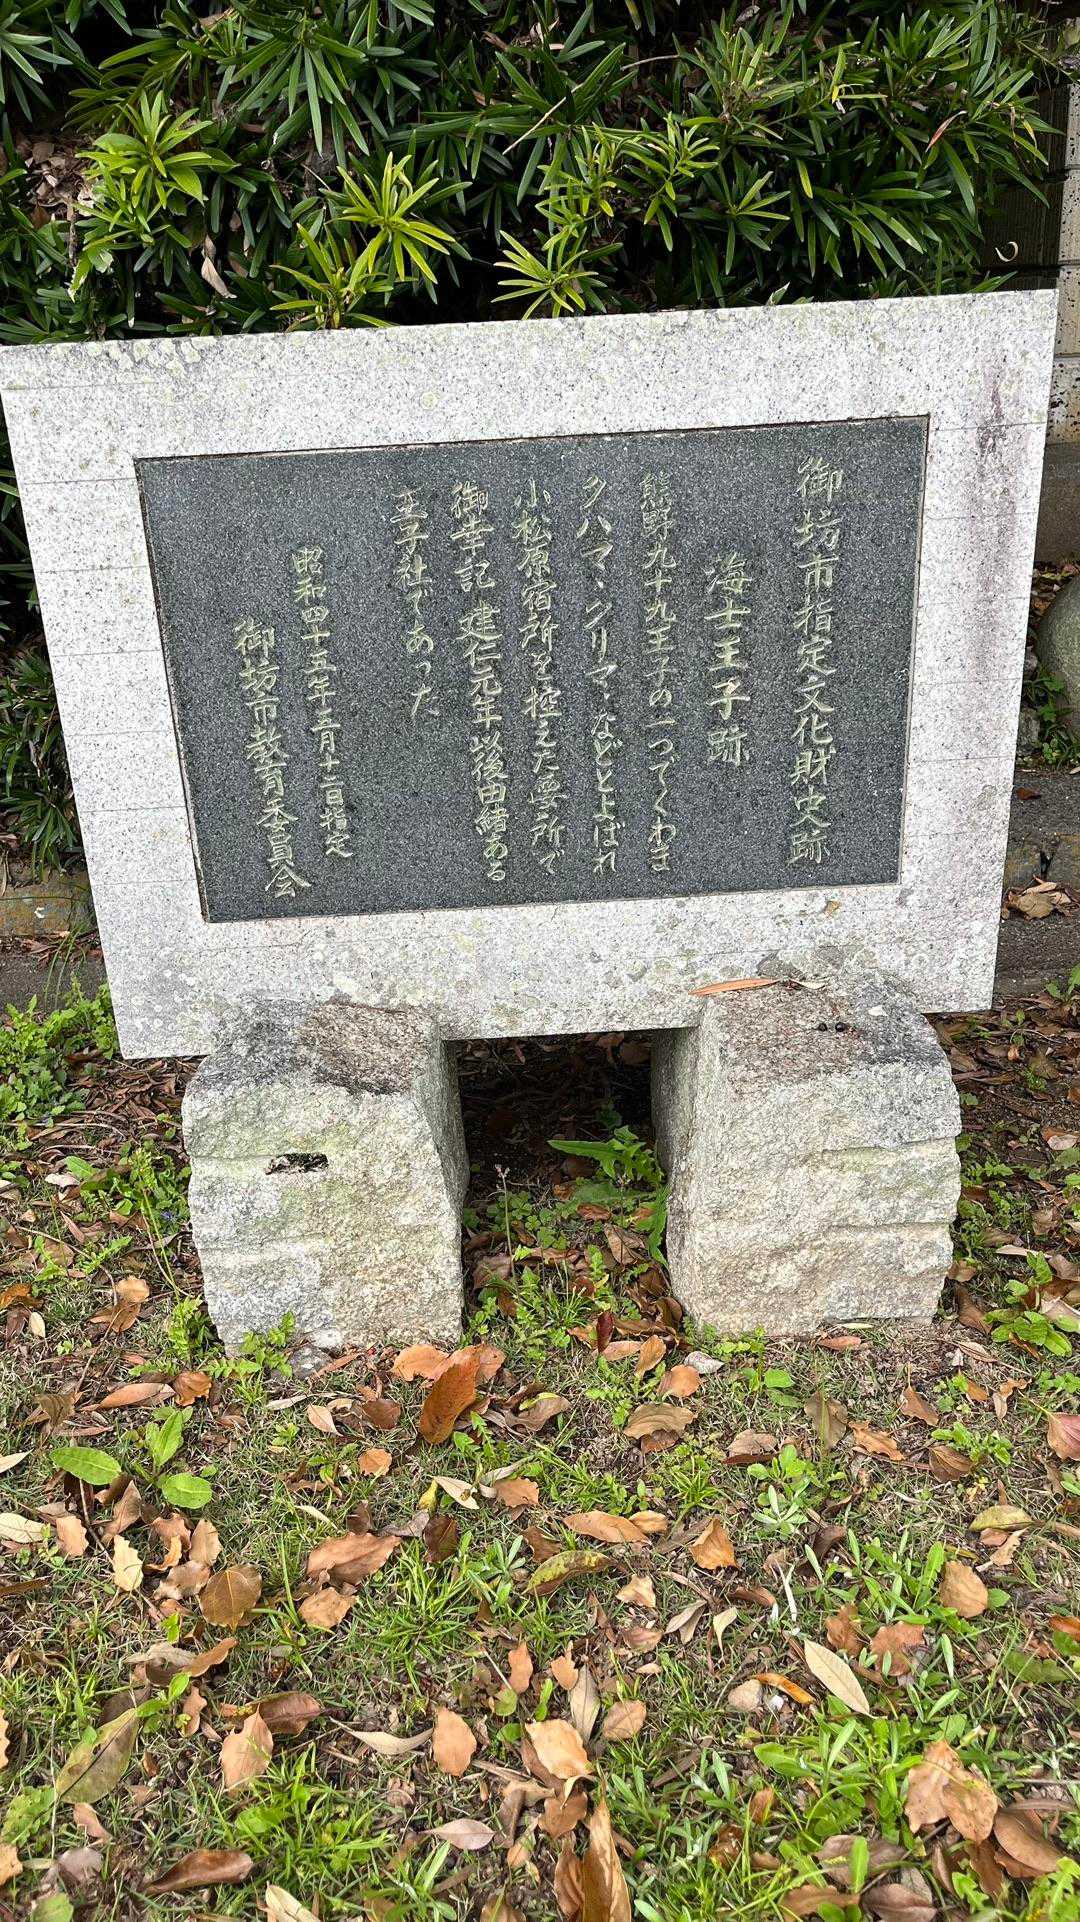 御坊市指定文化財史跡
海士王子跡
熊野九十九王子の一つでくわま
タハマ、クリマ、などとよばれ
小松原宿所を控えた要所で
御幸記 建仁元年以後由緒ある
王子社であった
昭和四十五年五月十二日指定
御坊市教育委員会